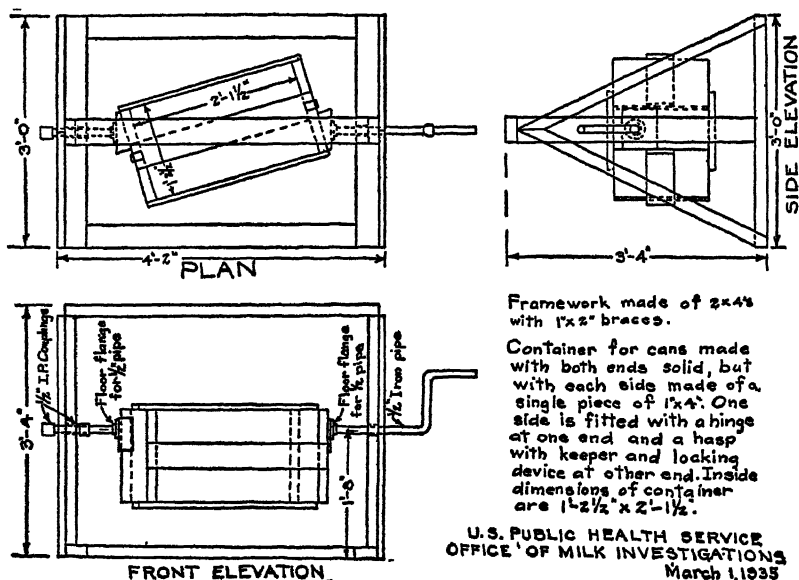 3'-0"
2'-1½"
1'-2½"
4'-2"
PLAN
3'-0"
SIDE ELEVATION
3'-4"
3'-4"
1½" I.P. Couplings
Floor flange
for 1½" pipe
Floor flange
for 1½" pipe
1½" Iron pipe
1'-8"
FRONT ELEVATION
Framework made of 2x4's
with 1"x2" braces.
Container for cans made
with both ends solid, but
with each side made of a
single piece of 1"x4". One
side is fitted with a hinge
at one end and a hasp
with keeper and locking
device at other end. Inside
dimensions of container
are 1'-2½" x 2'-1½".
U.S. PUBLIC HEALTH SERVICE
OFFICE OF MILK INVESTIGATIONS
March 1, 1935